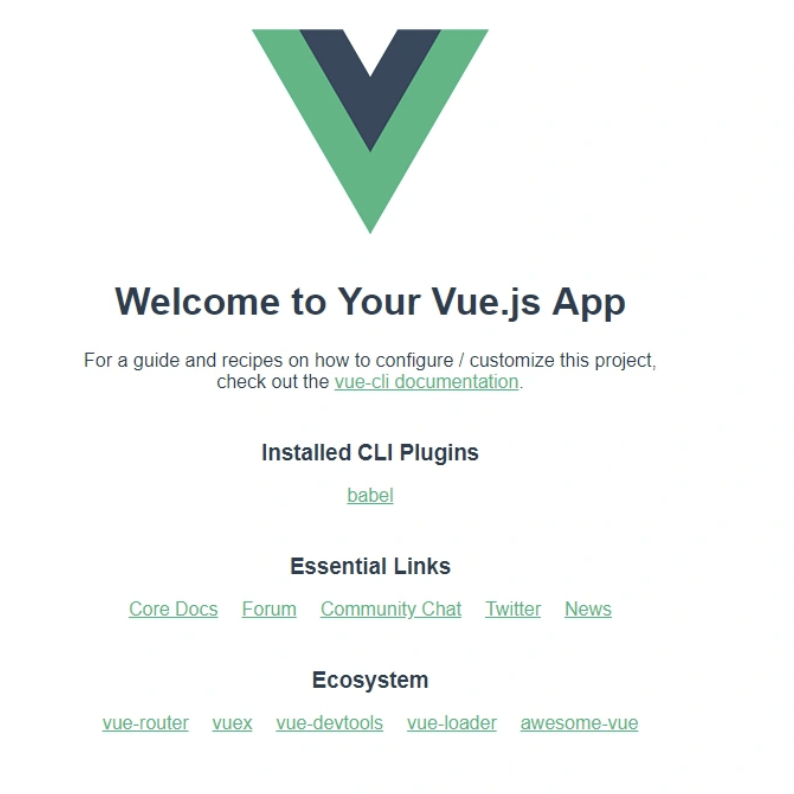 Welcome to Your Vue.js App
For a guide and recipes on how to configure / customize this project,
check out the vue-cli documentation.
Installed CLI Plugins
babel
Essential Links
Core Docs Forum Community Chat Twitter News
Ecosystem
vue-router vuex vue-devtools vue-loader awesome-vue